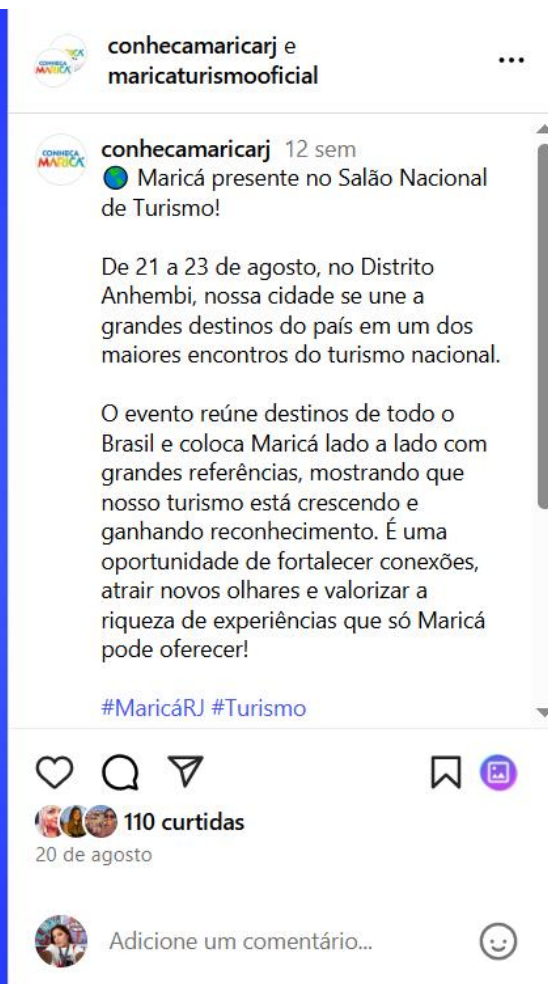 conhecamaricarj e
maricaturismooficial
CONHEÇA
MARICÁ
conhecamaricarj 12 sem
🌎 Maricá presente no Salão Nacional
de Turismo!
De 21 a 23 de agosto, no Distrito
Anhembi, nossa cidade se une a
grandes destinos do país em um dos
maiores encontros do turismo nacional.
O evento reúne destinos de todo o
Brasil e coloca Maricá lado a lado com
grandes referências, mostrando que
nosso turismo está crescendo e
ganhando reconhecimento. É uma
oportunidade de fortalecer conexões,
atrair novos olhares e valorizar a
riqueza de experiências que só Maricá
pode oferecer!
#MaricáRJ #Turismo
110 curtidas
20 de agosto
Adicione um comentário...